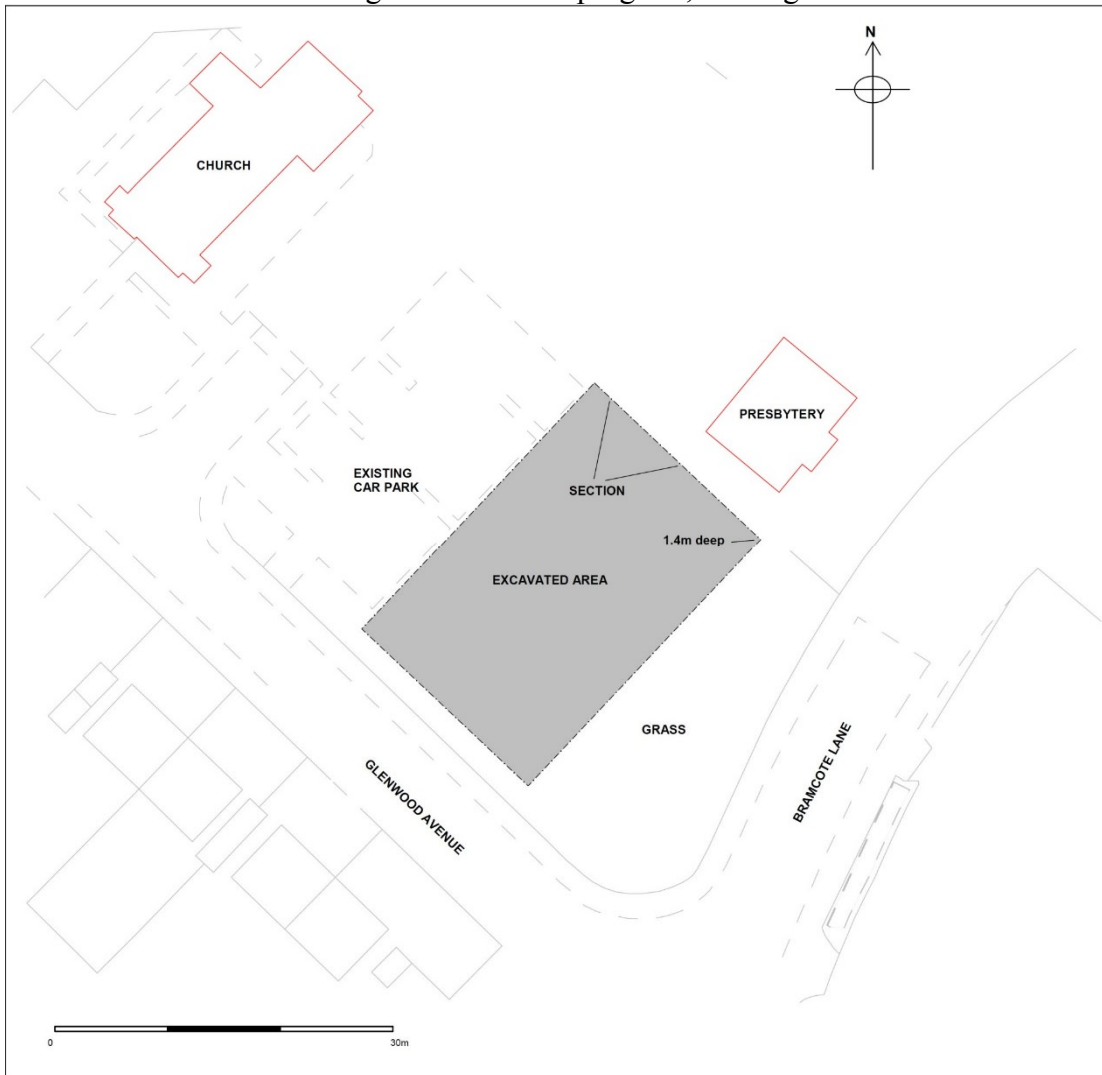 N
CHURCH
PRESBYTERY
EXISTING
CAR PARK
SECTION
1.4m deep
EXCAVATED AREA
GRASS
GLENWOOD AVENUE
BRAMCOTE LANE
0
30m